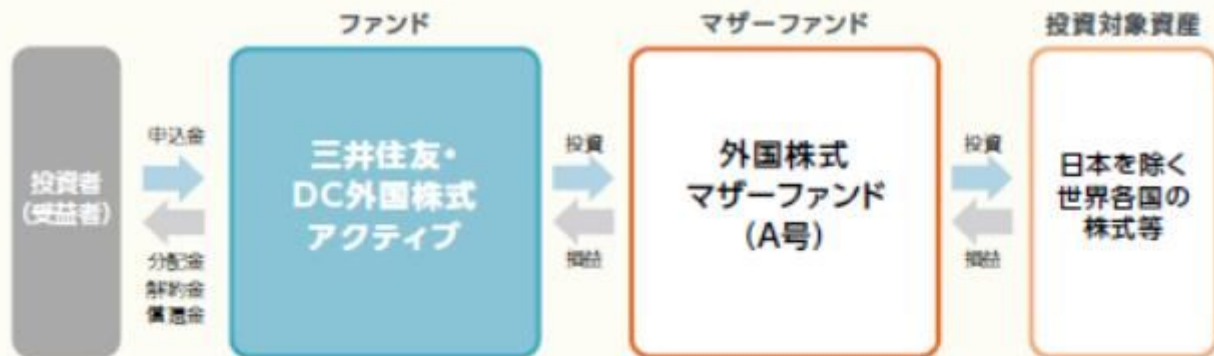 ファンド
マザーファンド
投資対象資産
投資者
(受益者)
申込金
分配金
解約金
償還金
三井住友・
DC外国株式
アクティブ
投資
損益
外国株式
マザーファンド
(A号)
投資
損益
日本を除く
世界各国の
株式等